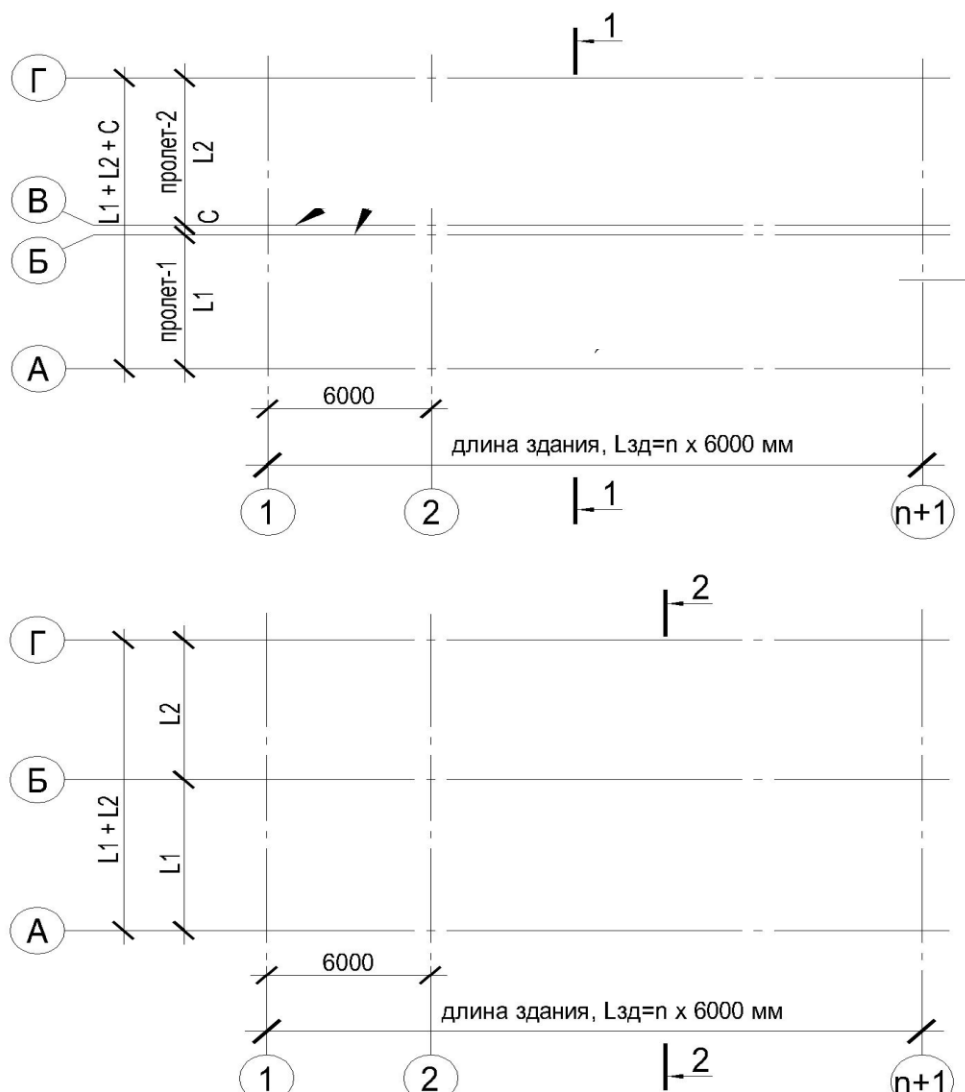 1
Г
L1 + L2 + C
пролет-2
L2
В
C
Б
пролет-1
L1
А
6000
длина здания, Lзд=n x 6000 мм
1
1
2
n+1
2
Г
L2
Б
L1 + L2
L1
А
6000
длина здания, Lзд=n x 6000 мм
2
1
2
n+1